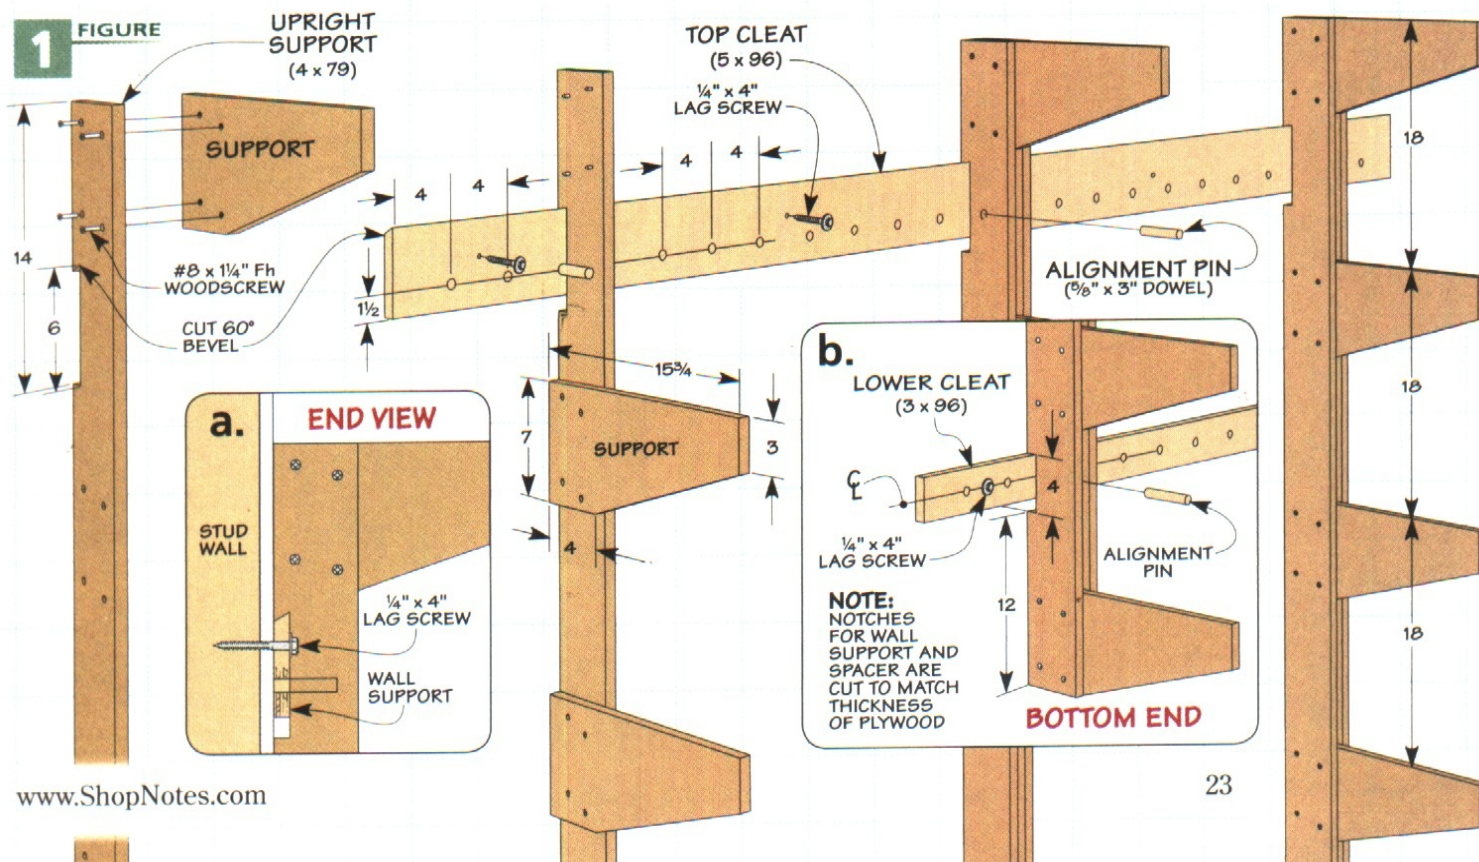 1 FIGURE
UPRIGHT
SUPPORT
(4 x 79)
TOP CLEAT
(5 x 96)
¼" x 4"
LAG SCREW
SUPPORT
14
6
#8 x 1¼" Fh
WOODSCREW
CUT 60°
BEVEL
4
4
1½
4
4
ALIGNMENT PIN
(⅝" x 3" DOWEL)
18
18
18
15¾
7
SUPPORT
3
4
a.
END VIEW
STUD
WALL
¼" x 4"
LAG SCREW
WALL
SUPPORT
b.
LOWER CLEAT
(3 x 96)
℄
4
¼" x 4"
LAG SCREW
12
ALIGNMENT
PIN
NOTE:
NOTCHES
FOR WALL
SUPPORT AND
SPACER ARE
CUT TO MATCH
THICKNESS
OF PLYWOOD
BOTTOM END
www.ShopNotes.com
23